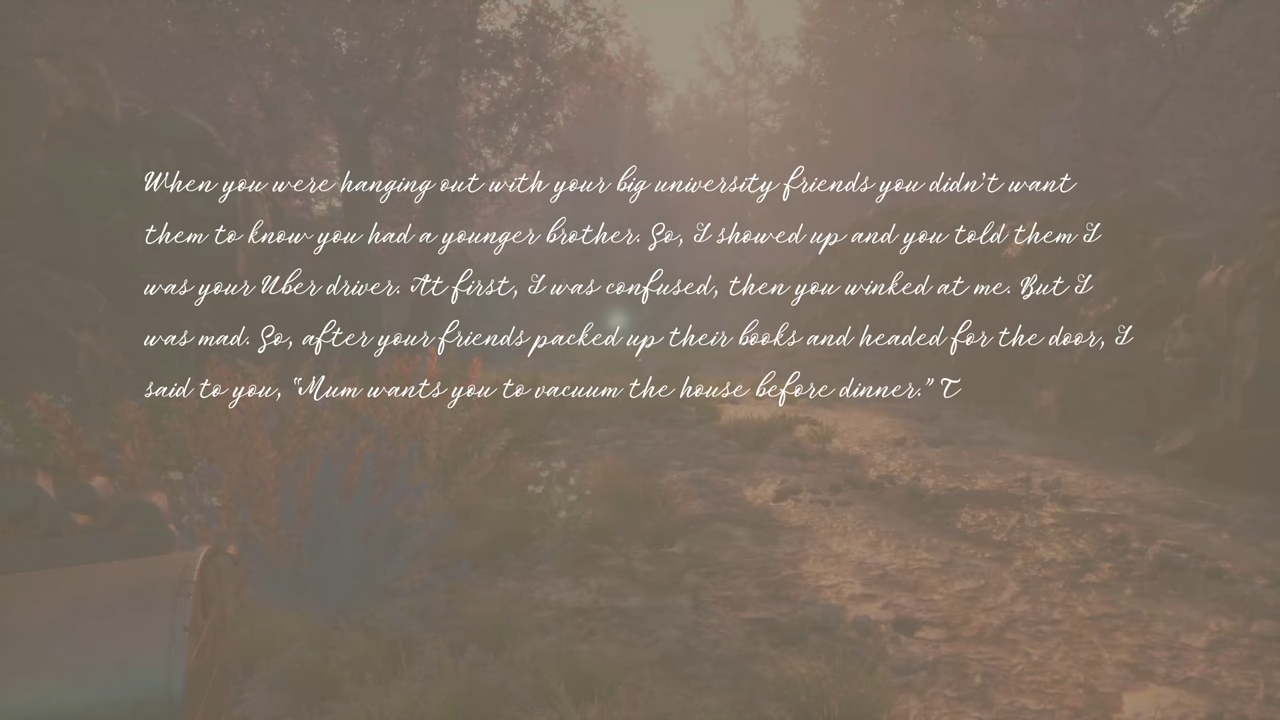 When you were hanging out with your big university friends you didn't want
them to know you had a younger brother. So, I showed up and you told them I
was your Uber driver. At first, I was confused, then you winked at me. But I
was mad. So, after your friends packed up their books and headed for the door, I
said to you, "Mum wants you to vacuum the house before dinner." T